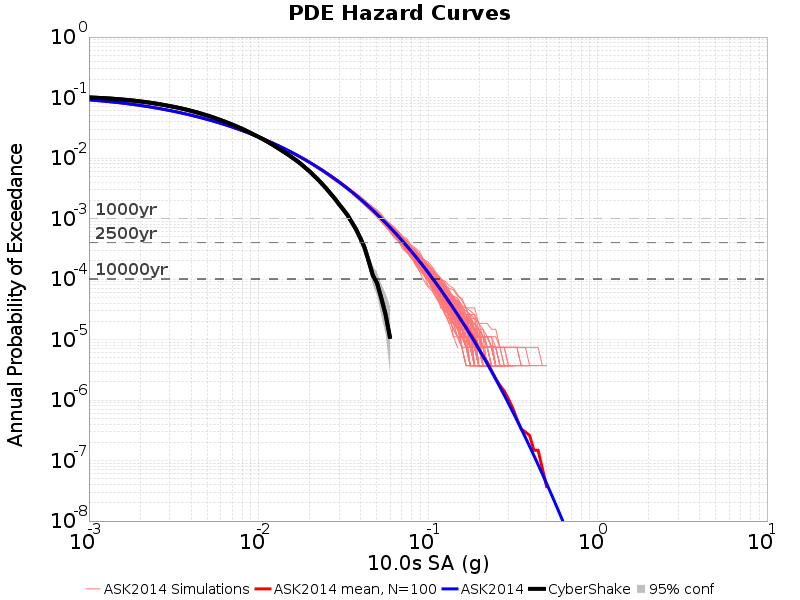 PDE Hazard Curves
Annual Probability of Exceedance
10^0
10^-1
10^-2
10^-3
10^-4
10^-5
10^-6
10^-7
10^-8
1000yr
2500yr
10000yr
10^-3 10^-2 10^-1 10^0 10^1
10.0s SA (g)
ASK2014 Simulations ASK2014 mean, N=100 ASK2014 CyberShake 95% conf